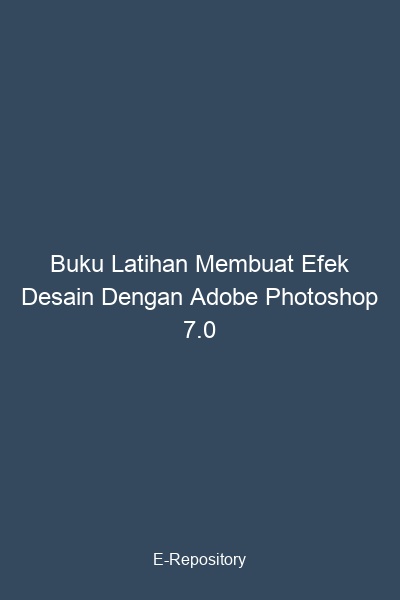 Buku Latihan Membuat Efek
Desain Dengan Adobe Photoshop
7.0
E-Repository